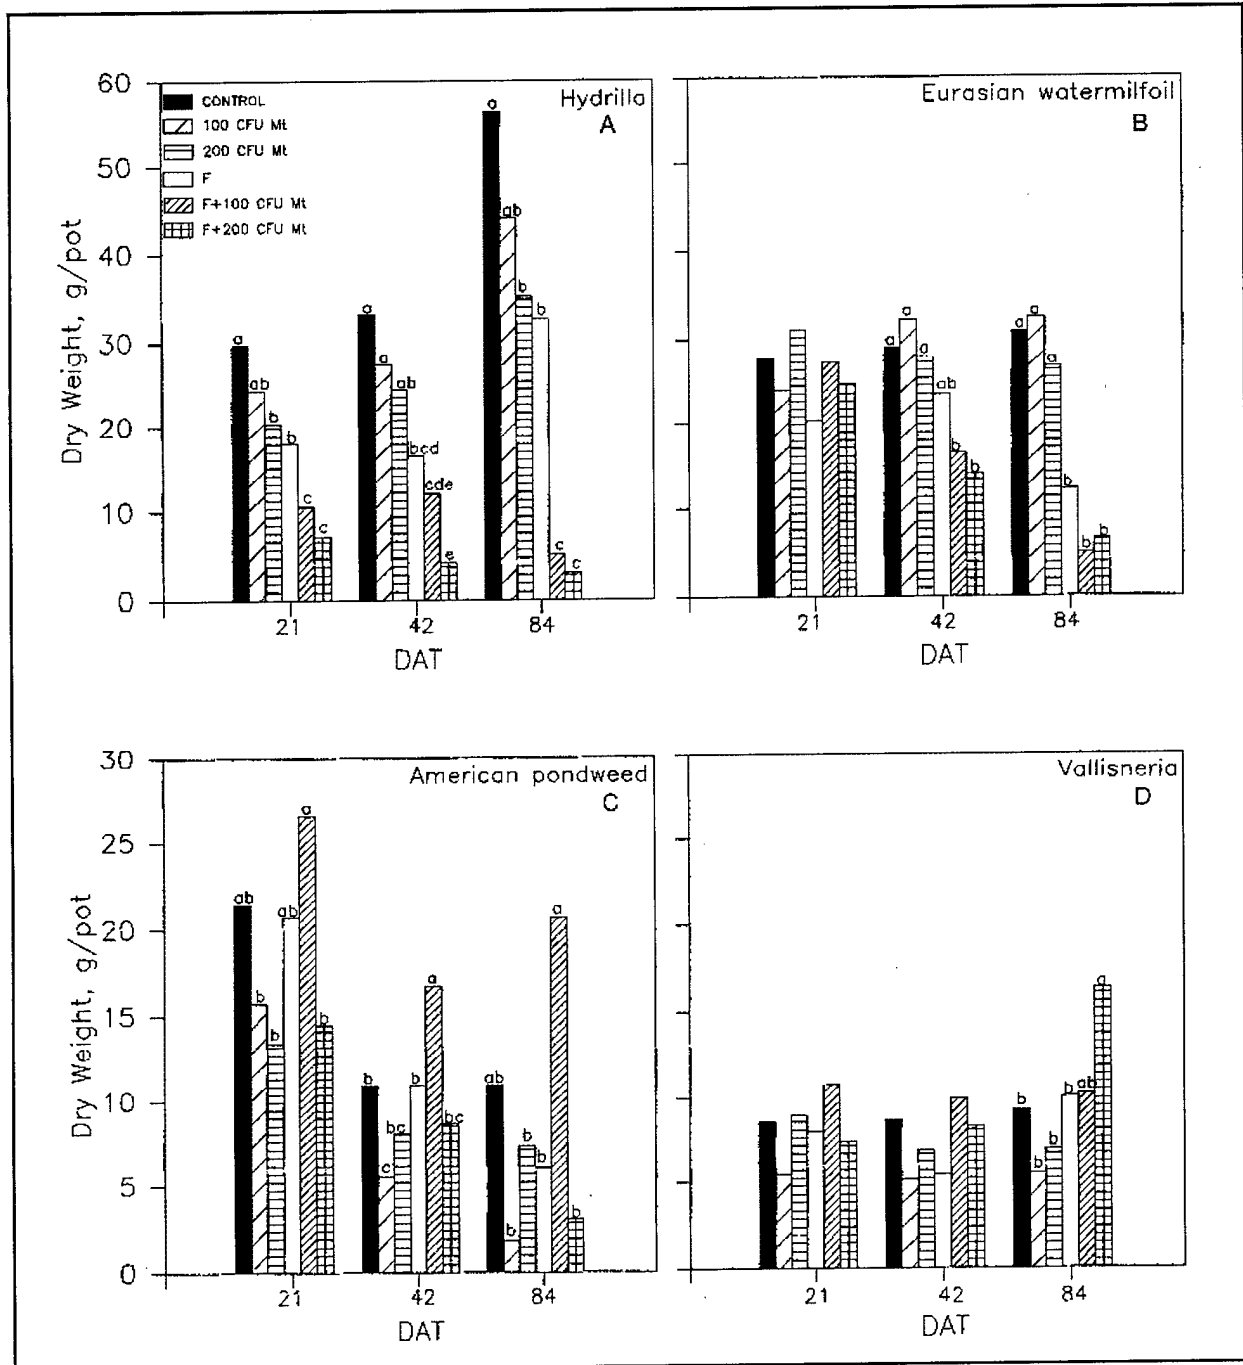 Dry Weight, g/pot
60
50
40
30
20
10
0
CONTROL
100 CFU Mt
200 CFU Mt
F
F+100 CFU Mt
F+200 CFU Mt
Hydrilla
A
a
ab
b
b
c
c
a
a
ab
bcd
cde
e
a
ab
b
b
c
c
21
42
84
DAT
Eurasian watermilfoil
B
a
a
a
ab
b
b
a
a
a
b
b
b
21
42
84
DAT
Dry Weight, g/pot
30
25
20
15
10
5
0
American pondweed
C
ab
b
b
ab
a
b
b
c
bc
b
a
bc
ab
b
b
b
a
b
21
42
84
DAT
Vallisneria
D
b
b
b
b
ab
a
21
42
84
DAT